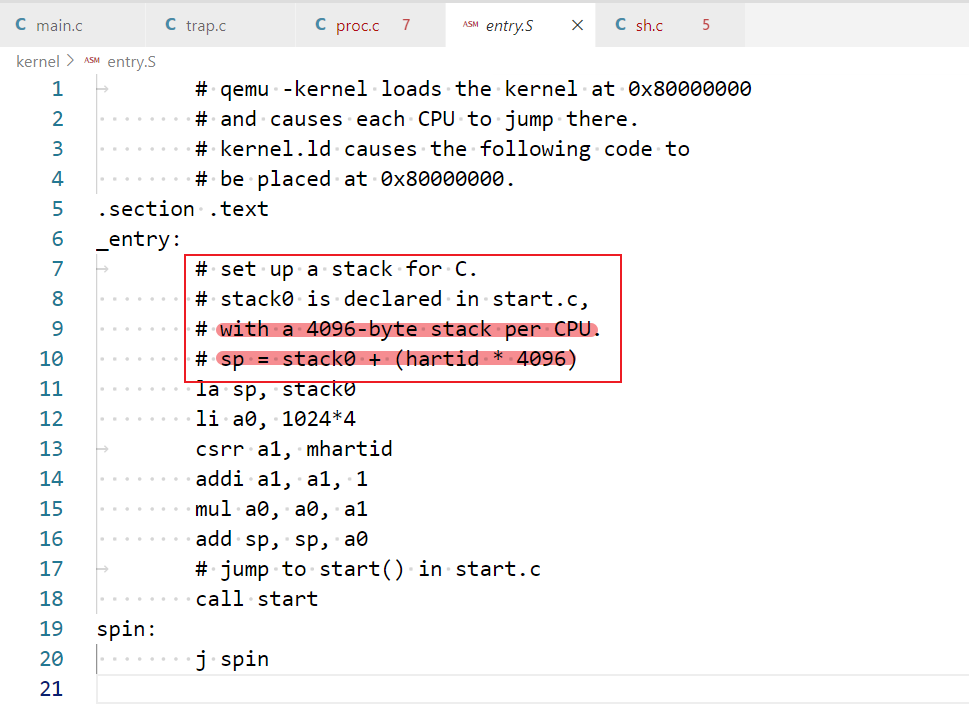 C main.c C trap.c C proc.c 7 ASM entry.S × C sh.c 5
kernel > ASM entry.S
1 # qemu -kernel loads the kernel at 0x80000000
2 # and causes each CPU to jump there.
3 # kernel.ld causes the following code to
4 # be placed at 0x80000000.
5 .section .text
6 _entry:
7 # set up a stack for C.
8 # stack0 is declared in start.c,
9 # with a 4096-byte stack per CPU.
10 # sp = stack0 + (hartid * 4096)
11 la sp, stack0
12 li a0, 1024*4
13 csrr a1, mhartid
14 addi a1, a1, 1
15 mul a0, a0, a1
16 add sp, sp, a0
17 # jump to start() in start.c
18 call start
19 spin:
20 j spin
21